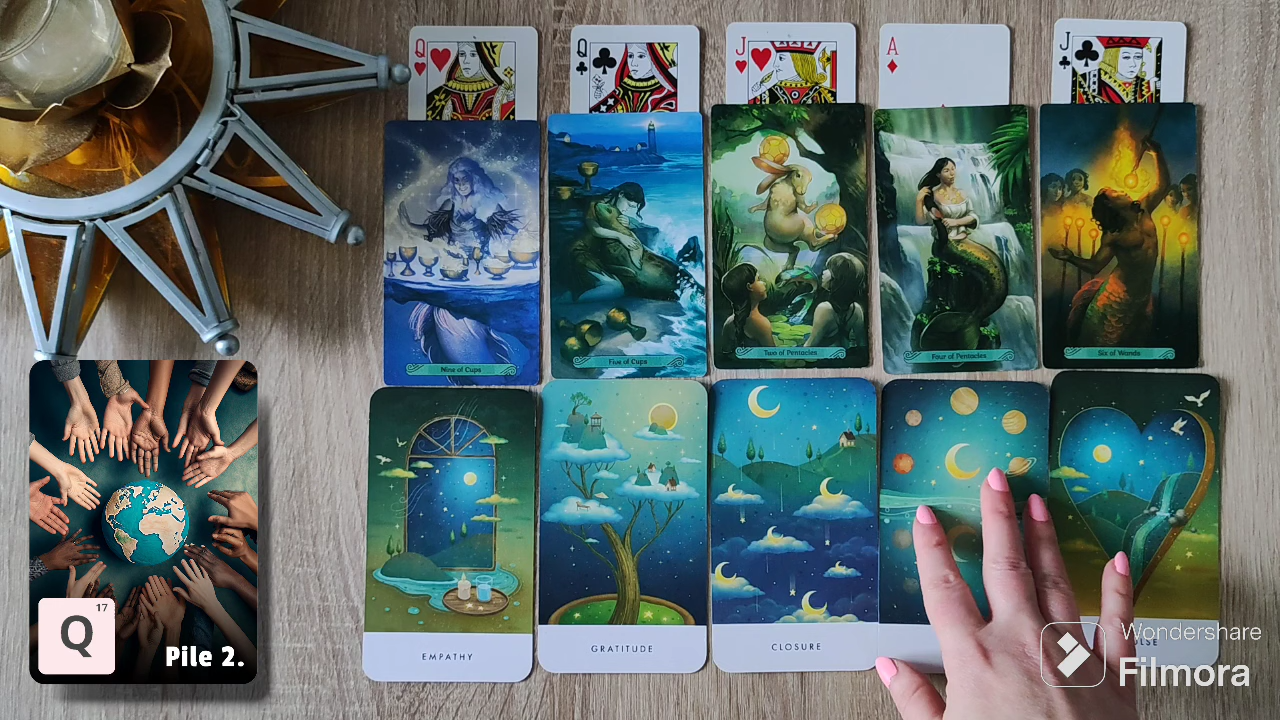 Q
Q
J
A
J
Nine of Cups
Five of Cups
Two of Pentacles
Four of Pentacles
Six of Wands
EMPATHY
GRATITUDE
CLOSURE
Q
17
Pile 2.
Wondershare
Filmora